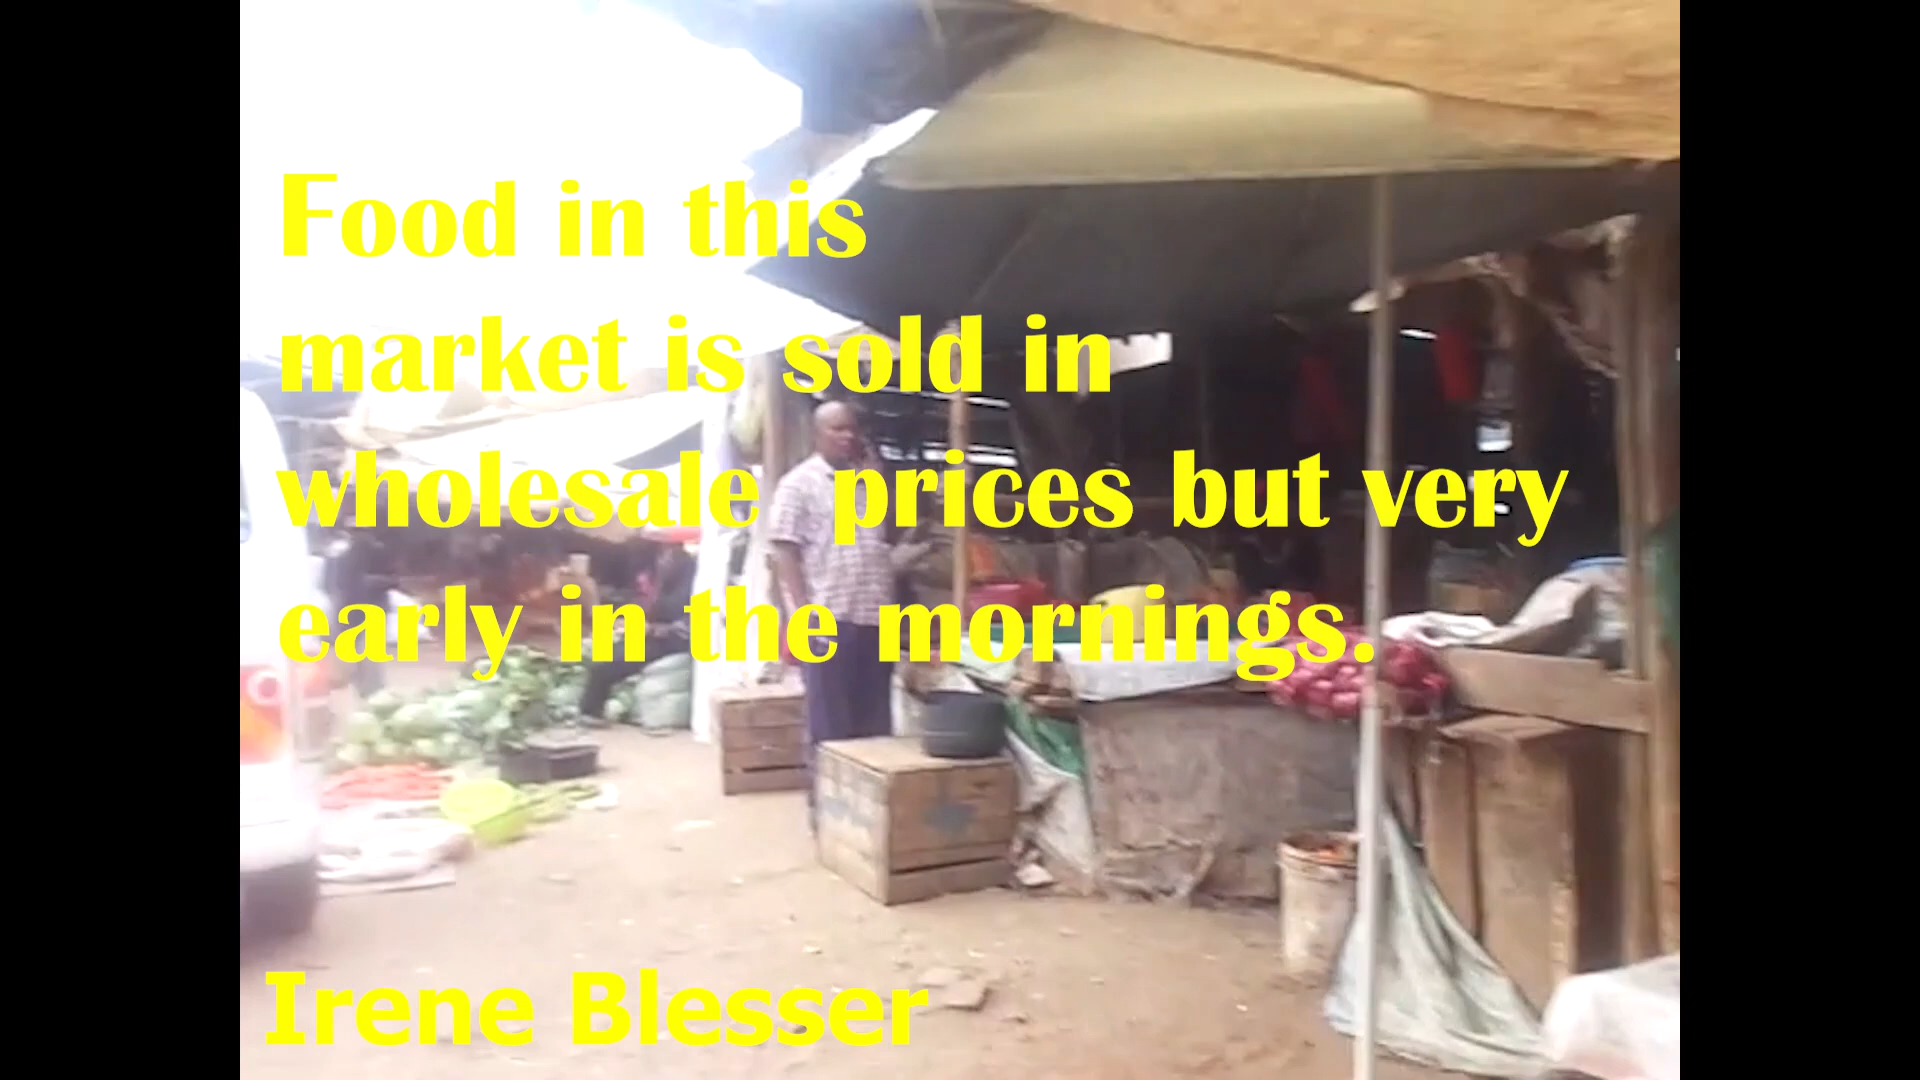 Food in this
market is sold in
wholesale  prices but very
early in the mornings.
Irene Blesser